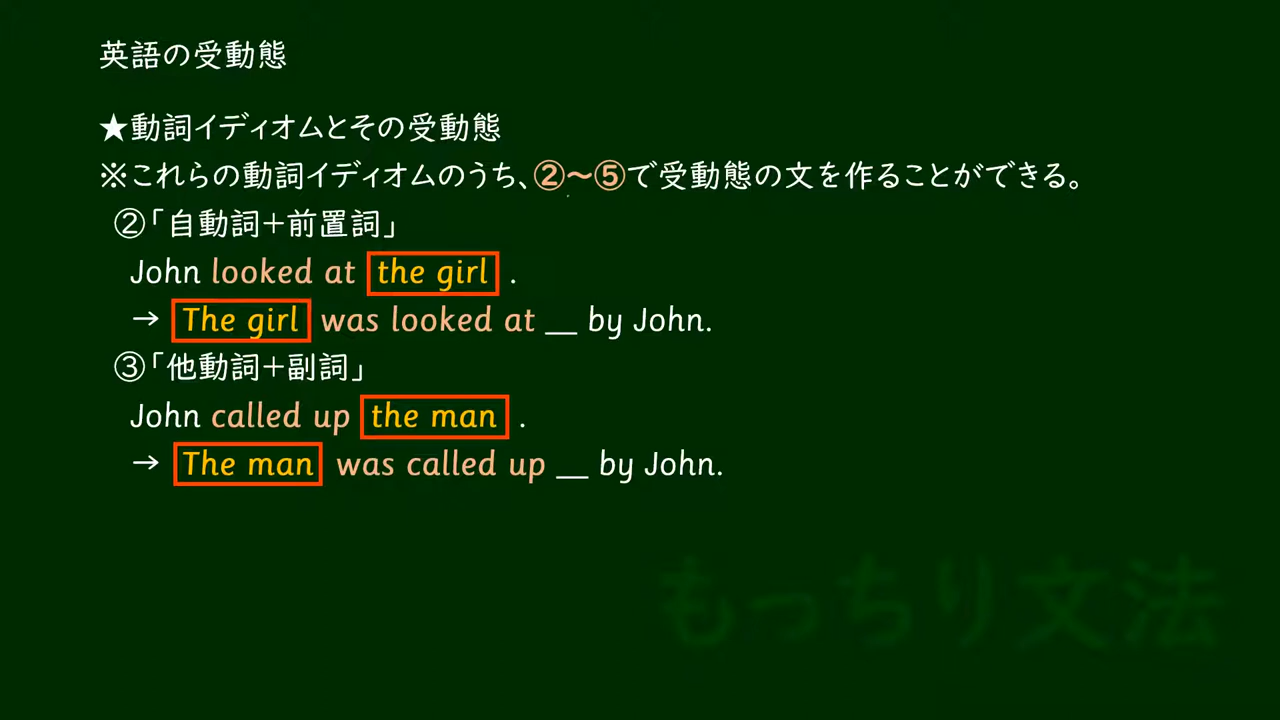 英語の受動態
★動詞イディオムとその受動態
※これらの動詞イディオムのうち、②～⑤で受動態の文を作ることができる。
②「自動詞＋前置詞」
John looked at the girl .
→ The girl was looked at __ by John.
③「他動詞＋副詞」
John called up the man .
→ The man was called up __ by John.
もっちり文法